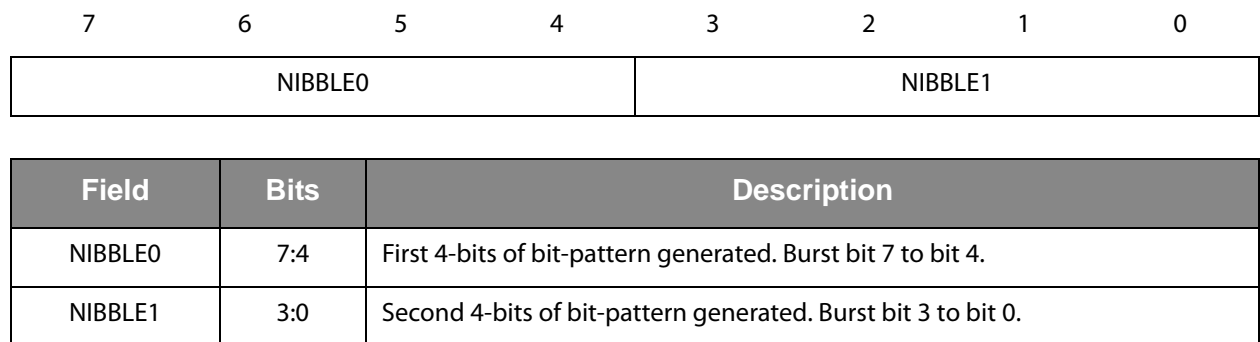 7 6 5 4 3 2 1 0
NIBBLE0 NIBBLE1
Field Bits Description
NIBBLE0 7:4 First 4-bits of bit-pattern generated. Burst bit 7 to bit 4.
NIBBLE1 3:0 Second 4-bits of bit-pattern generated. Burst bit 3 to bit 0.